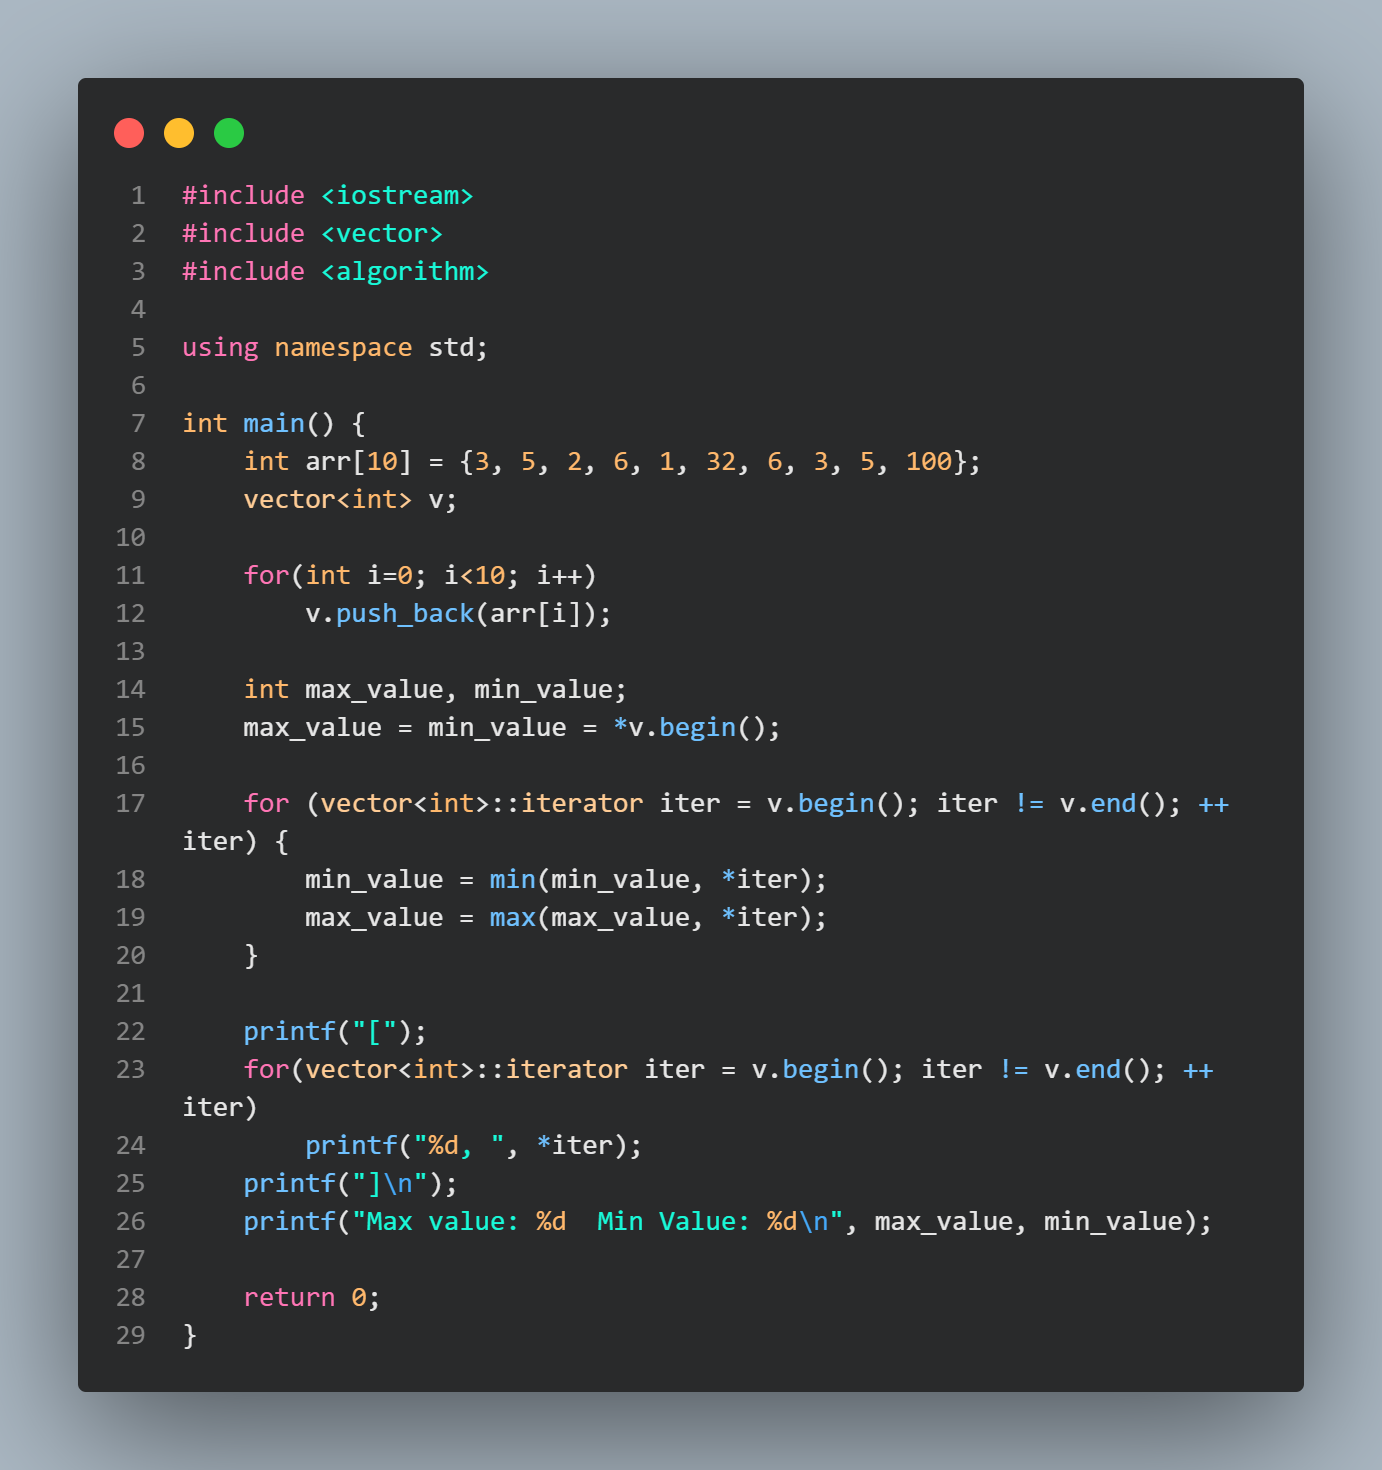 1 #include <iostream>
2 #include <vector>
3 #include <algorithm>
4
5 using namespace std;
6
7 int main() {
8     int arr[10] = {3, 5, 2, 6, 1, 32, 6, 3, 5, 100};
9     vector<int> v;
10
11     for(int i=0; i<10; i++)
12         v.push_back(arr[i]);
13
14     int max_value, min_value;
15     max_value = min_value = *v.begin();
16
17     for (vector<int>::iterator iter = v.begin(); iter != v.end(); ++
iter) {
18         min_value = min(min_value, *iter);
19         max_value = max(max_value, *iter);
20     }
21
22     printf("[");
23     for(vector<int>::iterator iter = v.begin(); iter != v.end(); ++
iter)
24         printf("%d, ", *iter);
25     printf("]\n");
26     printf("Max value: %d  Min Value: %d\n", max_value, min_value);
27
28     return 0;
29 }